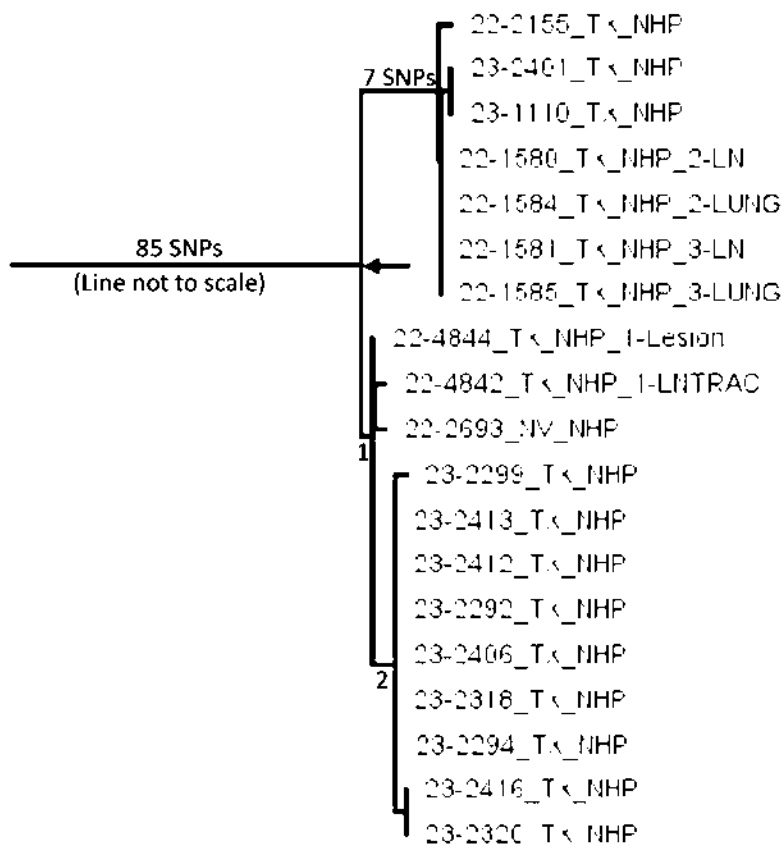 22-2155_TX_NHP
7 SNPs
23-2401_TX_NHP
23-1110_TX_NHP
22-1580_TX_NHP_2-LN
22-1584_TX_NHP_2-LUNG
85 SNPs
22-1581_TX_NHP_3-LN
(Line not to scale)
22-1585_TX_NHP_3-LUNG
22-4844_TX_NHP_1-Lesion
22-4842_TX_NHP_1-LNTRAC
22-2693_NV_NHP
1
23-2299_TX_NHP
23-2413_TX_NHP
23-2412_TX_NHP
23-2292_TX_NHP
23-2406_TX_NHP
2
23-2318_TX_NHP
23-2294_TX_NHP
23-2416_TX_NHP
23-2320_TX_NHP